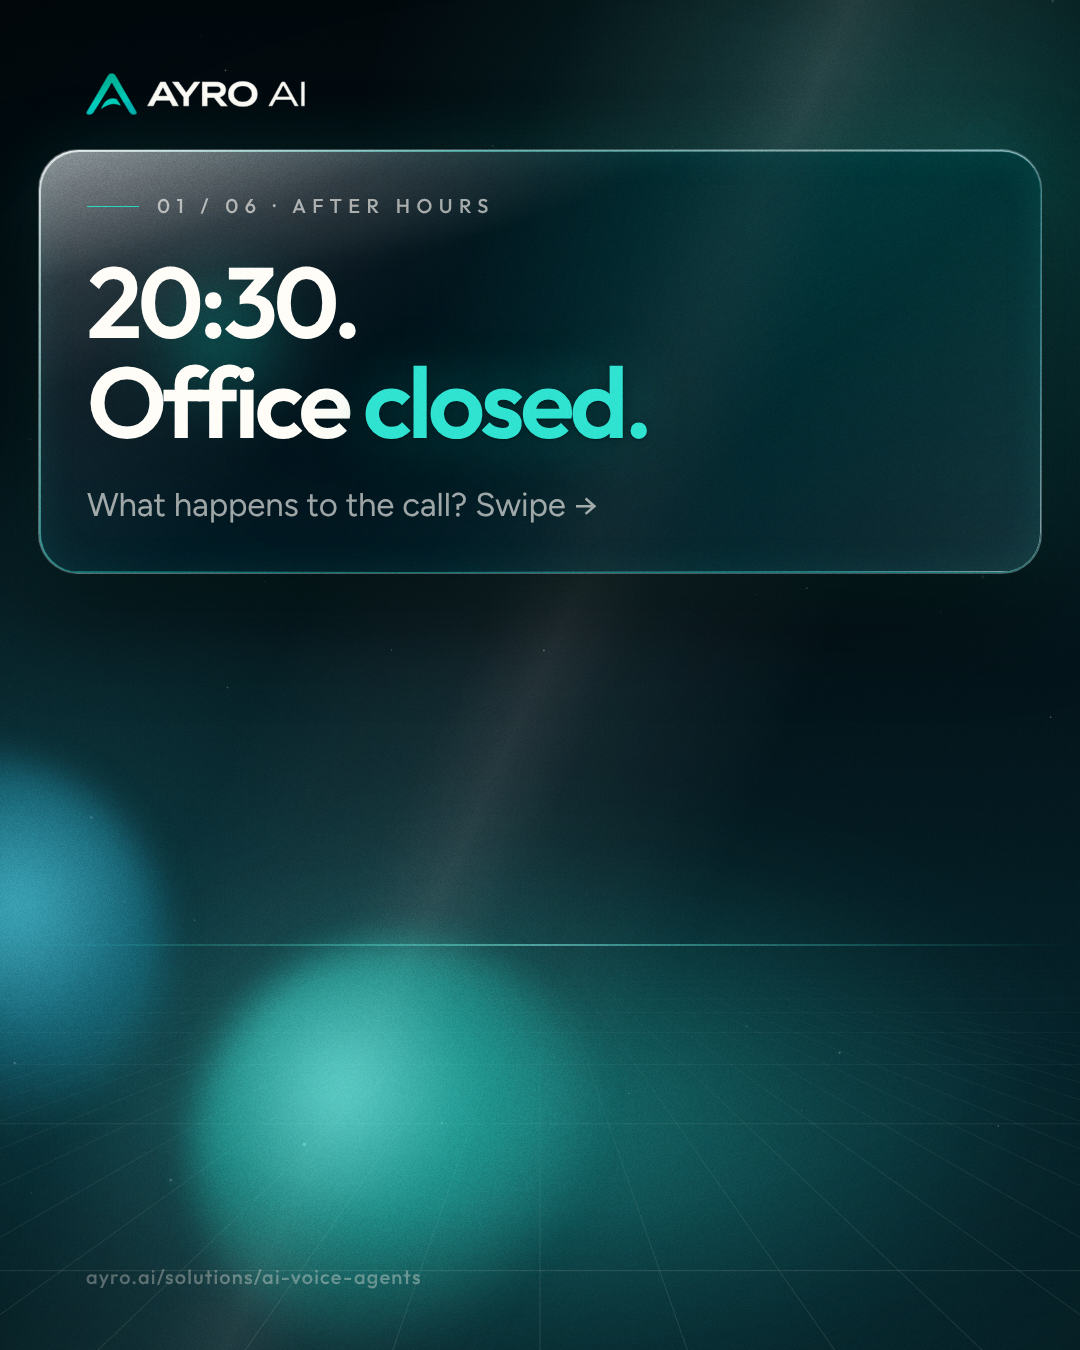 AYRO AI
01 / 06 · AFTER HOURS
20:30.
Office closed.
What happens to the call? Swipe →
ayro.ai/solutions/ai-voice-agents